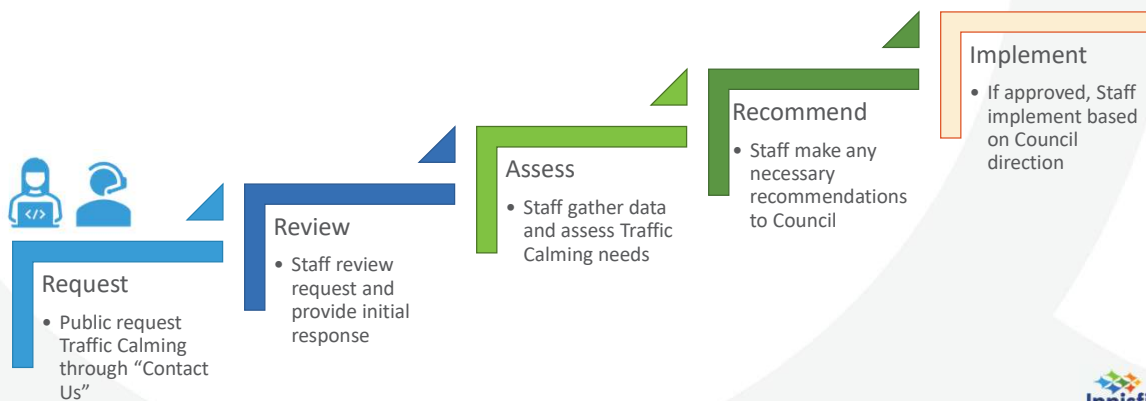 Request
• Public request
Traffic Calming
through “Contact
Us”
Review
• Staff review
request and
provide initial
response
Assess
• Staff gather data
and assess Traffic
Calming needs
Recommend
• Staff make any
necessary
recommendations
to Council
Implement
• If approved, Staff
implement based
on Council
direction